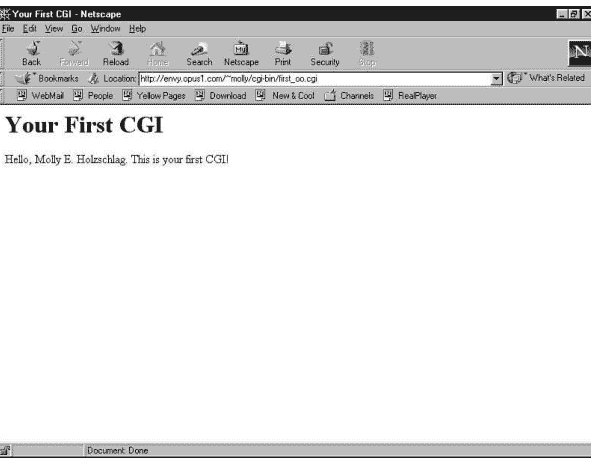 Your First CGI - Netscape
File Edit View Go Window Help
Back Forward Reload Home Search Netscape Print Security Stop
Bookmarks Location: http://envy.opus1.com/~molly/cgi-bin/first_oo.cgi What's Related
WebMail People Yellow Pages Download New & Cool Channels RealPlayer
Your First CGI
Hello, Molly E. Holzschlag. This is your first CGI!
Document: Done